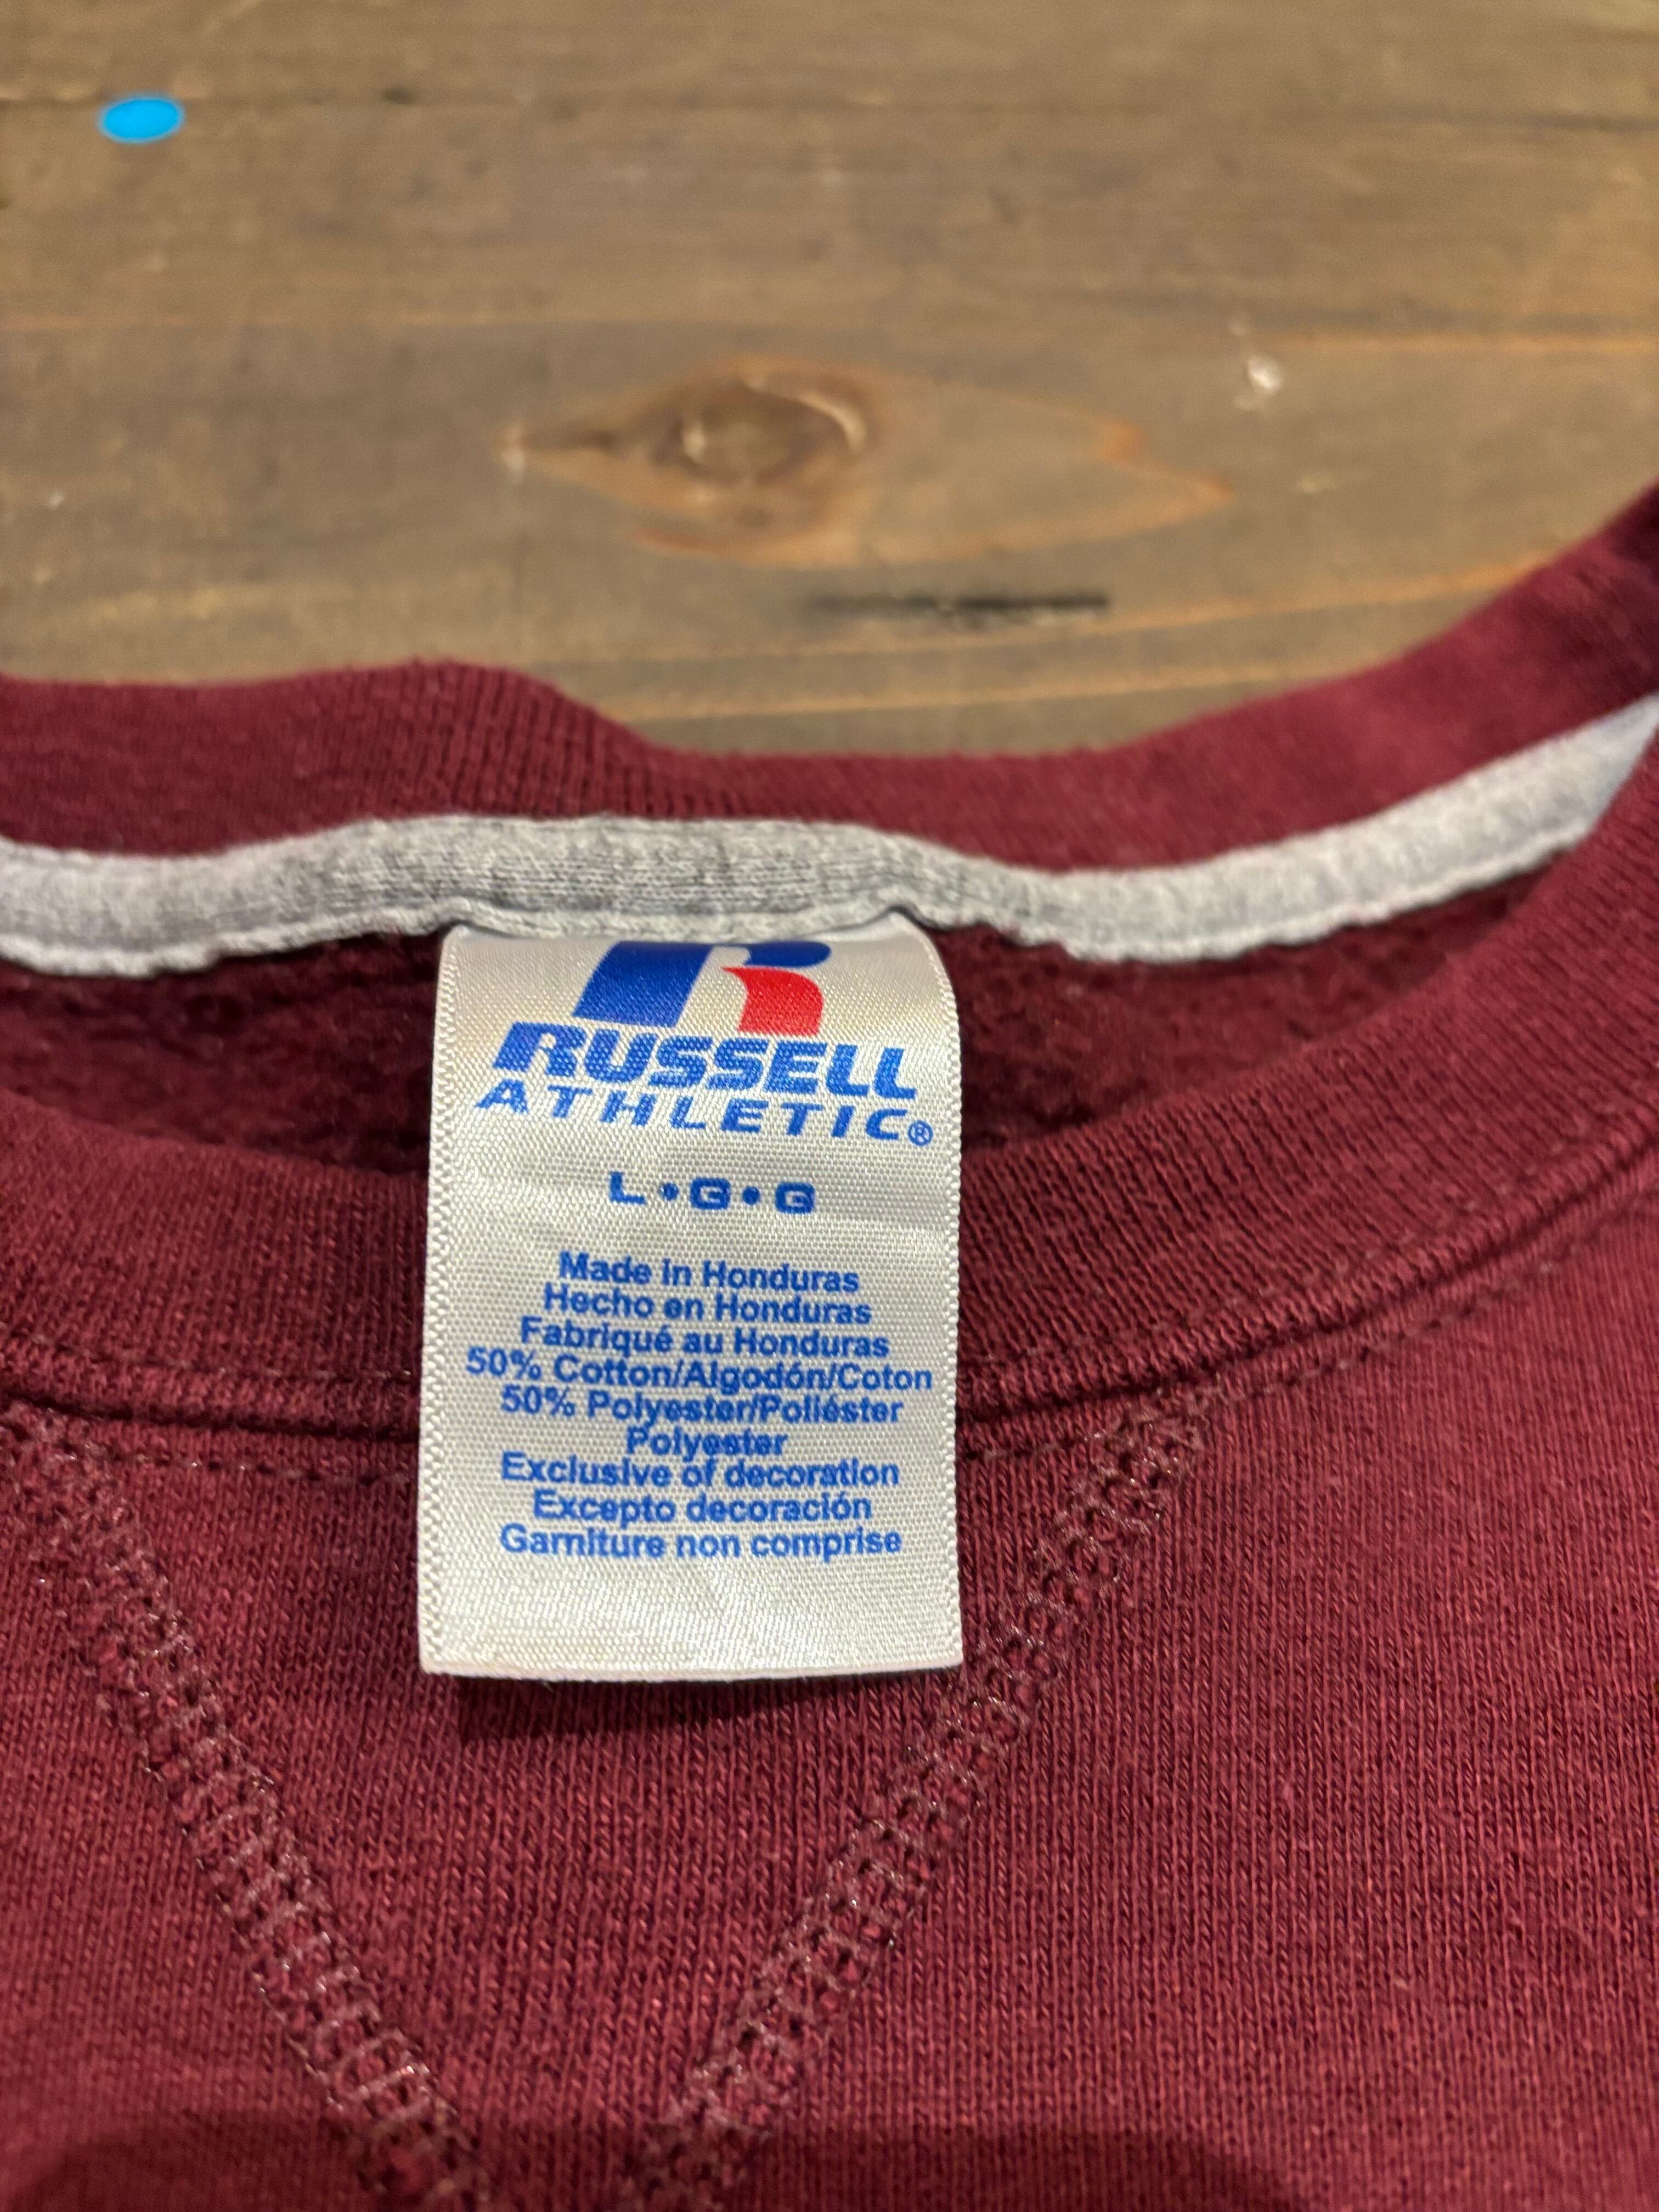 RUSSELL
ATHLETIC®
L•G•G
Made in Honduras
Hecho en Honduras
Fabriqué au Honduras
50% Cotton/Algodón/Coton
50% Polyester/Poliéster
Polyester
Exclusive of decoration
Excepto decoración
Garniture non comprise